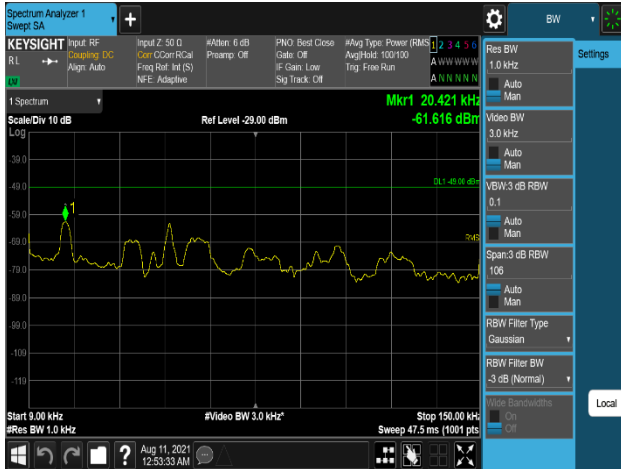 Spectrum Analyzer 1
Swept SA
+
BW
KEYSIGHT
Input: RF
Input Z: 50 Ω
#Atten: 6 dB
PNO: Best Close
#Avg Type: Power (RMS
1 2 3 4 5 6
RL
Coupling: DC
Corr CCorr RCal
Preamp: Off
Gate: Off
Avg|Hold: 100/100
A W W W W W
Align: Auto
Freq Ref: Int (S)
IF Gain: Low
Trig: Free Run
NFE: Adaptive
Sig Track: Off
A N N N N N
1 Spectrum
Mkr1 20.421 kHz
Scale/Div 10 dB
Ref Level -29.00 dBm
-61.616 dBm
Log
-39.0
-49.0
DL1 -49.00 dBm
-59.0
1
-69.0
RMS
-79.0
-89.0
-99.0
-109
-119
Start 9.00 kHz
#Video BW 3.0 kHz*
Stop 150.00 kHz
#Res BW 1.0 kHz
Sweep 47.5 ms (1001 pts
?
Aug 11, 2021
12:53:33 AM
Res BW
1.0 kHz
Auto
Man
Video BW
3.0 kHz
Auto
Man
VBW:3 dB RBW
0.1
Auto
Man
Span:3 dB RBW
106
Auto
Man
RBW Filter Type
Gaussian
RBW Filter BW
-3 dB (Normal)
Wide Bandwidths
On
Off
Settings
Local